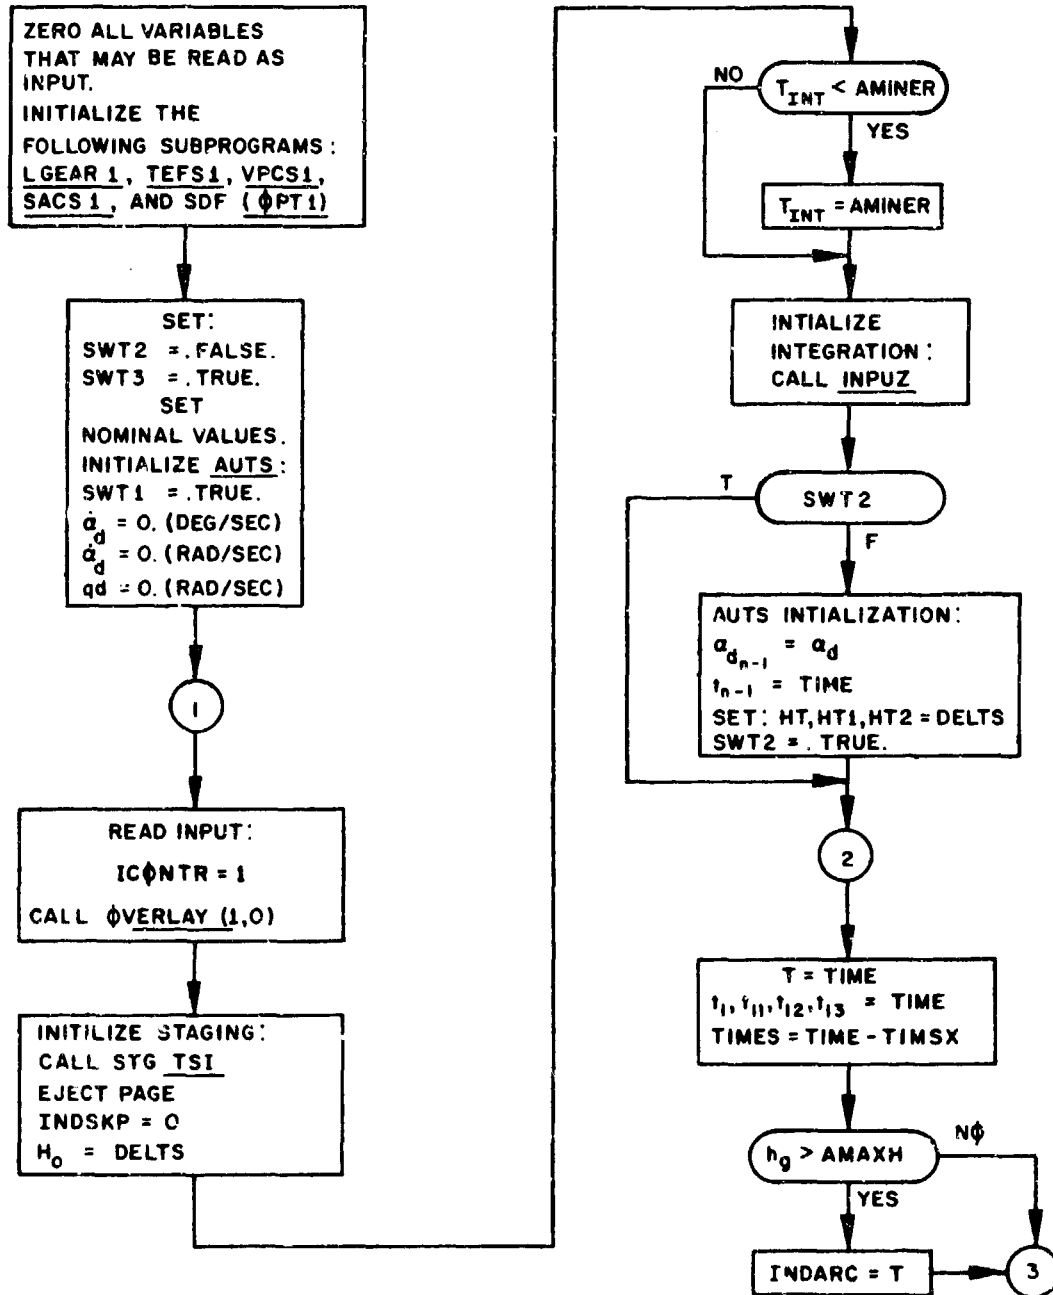 ZERO ALL VARIABLES
THAT MAY BE READ AS
INPUT.
INITIALIZE THE
FOLLOWING SUBPROGRAMS:
LGEAR 1, TEFS1, VPCS1,
SACS 1, AND SDF (ϕPT 1)
SET:
SWT2 = .FALSE.
SWT3 = .TRUE.
SET
NOMINAL VALUES.
INITIALIZE AUTS:
SWT1 = .TRUE.
α̇d = 0. (DEG/SEC)
α̇d = 0. (RAD/SEC)
qd = 0. (RAD/SEC)
1
READ INPUT:
ICϕNTR = 1
CALL ϕVERLAY (1,0)
INITILIZE STAGING:
CALL STG TSI
EJECT PAGE
INDSKP = 0
Ho = DELTS
NO
TINT < AMINER
YES
TINT = AMINER
INTIALIZE
INTEGRATION:
CALL INPUZ
T
SWT2
F
AUTS INTIALIZATION:
αdn-1 = αd
tn-1 = TIME
SET: HT,HT1,HT2=DELTS
SWT2 = .TRUE.
2
T = TIME
t1,t11,t12,t13 = TIME
TIMES = TIME - TIMSX
hg > AMAXH
Nϕ
YES
INDARC = T
3